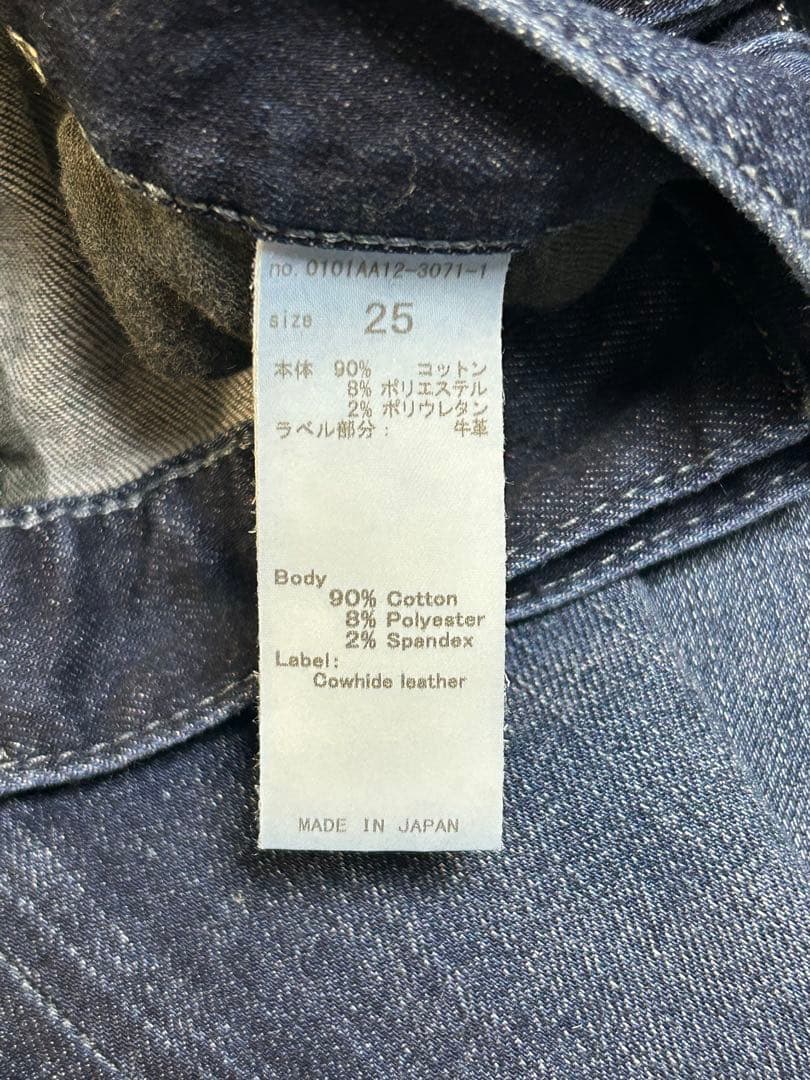 no. 0101AA12-3071-1
size 25
本体 90% コットン
8% ポリエステル
2% ポリウレタン
ラベル部分: 牛革
Body
90% Cotton
8% Polyester
2% Spandex
Label:
Cowhide leather
MADE IN JAPAN